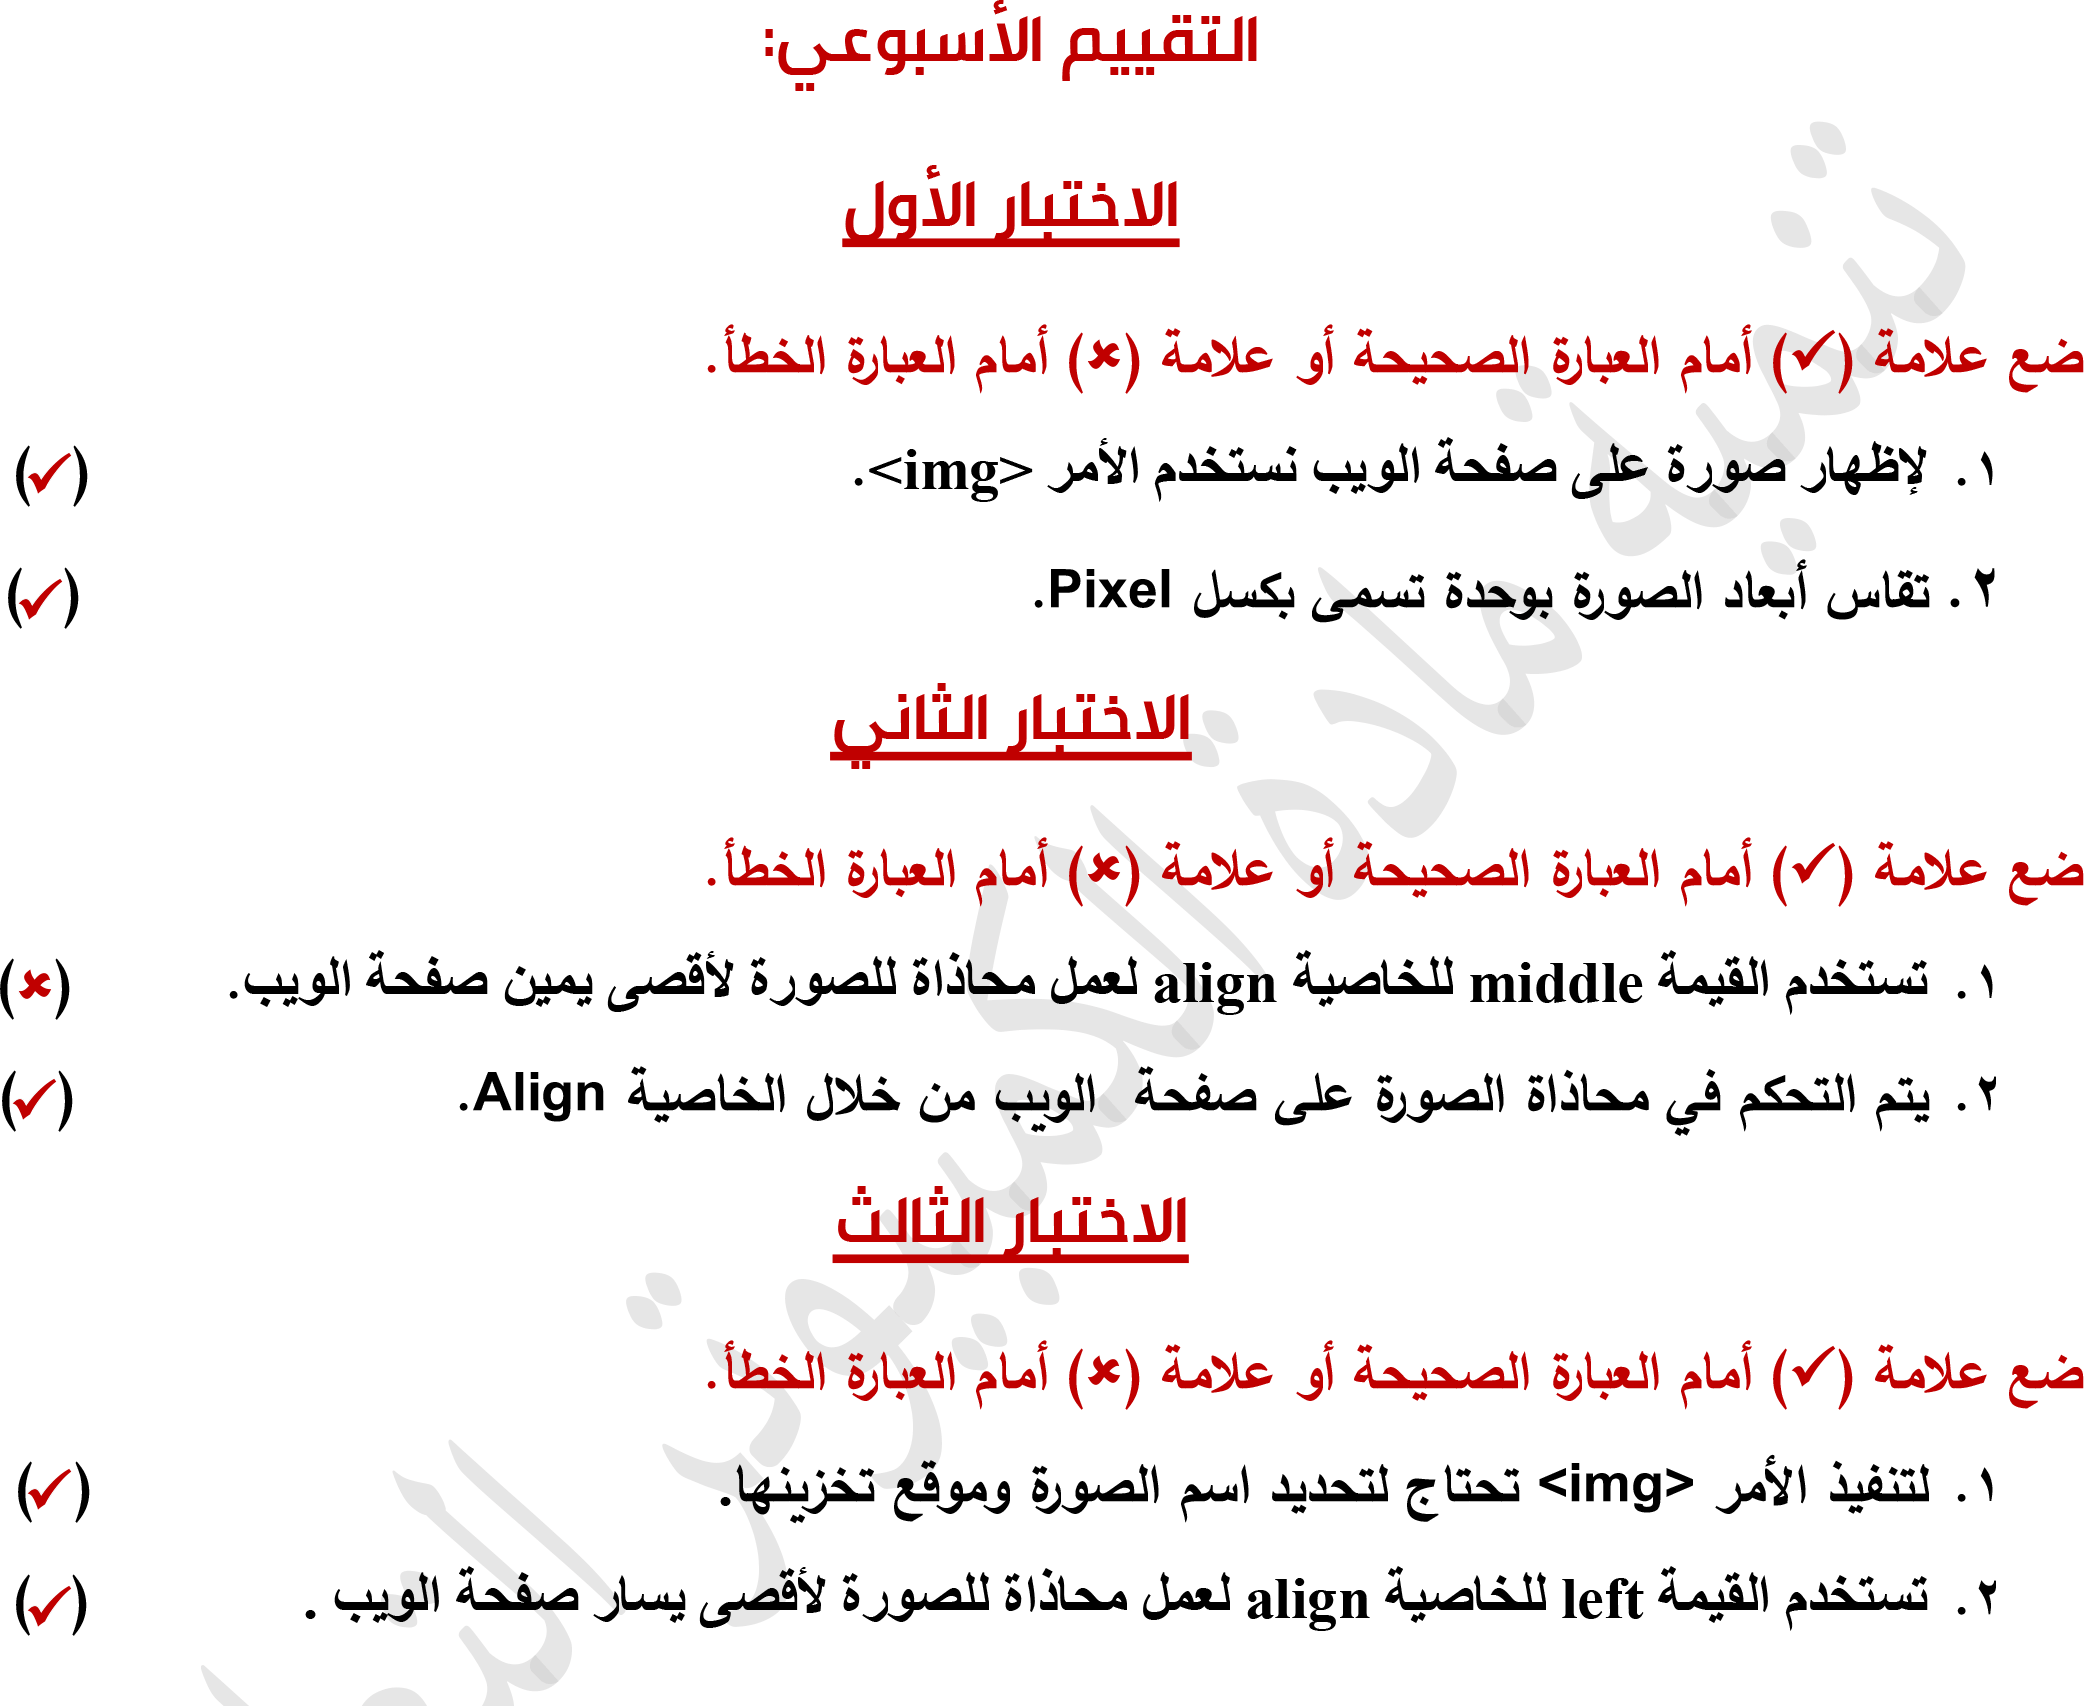 التقييم الأسبوعي:
الاختبار الأول
ضع علامة (✓) أمام العبارة الصحيحة أو علامة (✗) أمام العبارة الخطأ.
١. لإظهار صورة على صفحة الويب نستخدم الأمر <img>. (✓)
٢. تقاس أبعاد الصورة بوحدة تسمى بكسل Pixel. (✓)
الاختبار الثاني
ضع علامة (✓) أمام العبارة الصحيحة أو علامة (✗) أمام العبارة الخطأ.
١. تستخدم القيمة middle للخاصية align لعمل محاذاة للصورة لأقصى يمين صفحة الويب. (✗)
٢. يتم التحكم في محاذاة الصورة على صفحة الويب من خلال الخاصية Align. (✓)
الاختبار الثالث
ضع علامة (✓) أمام العبارة الصحيحة أو علامة (✗) أمام العبارة الخطأ.
١. لتنفيذ الأمر <img> تحتاج لتحديد اسم الصورة وموقع تخزينها. (✓)
٢. تستخدم القيمة left للخاصية align لعمل محاذاة للصورة لأقصى يسار صفحة الويب . (✓)
تنمية مادة الكمبيوتر